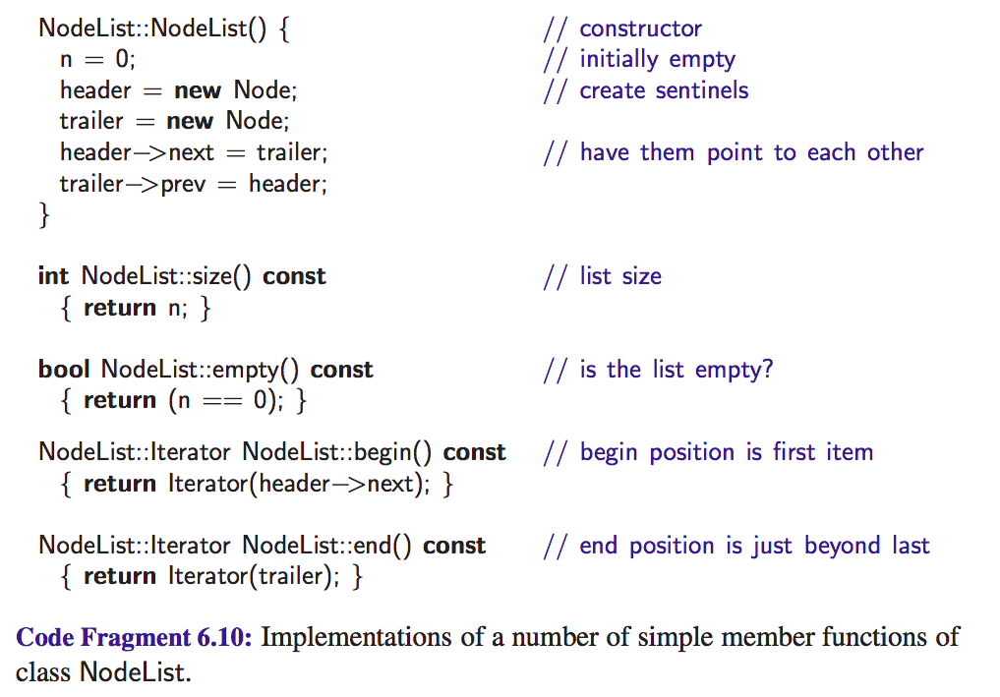 NodeList::NodeList() { // constructor
n = 0; // initially empty
header = new Node; // create sentinels
trailer = new Node;
header−>next = trailer; // have them point to each other
trailer−>prev = header;
}
int NodeList::size() const // list size
{ return n; }
bool NodeList::empty() const // is the list empty?
{ return (n == 0); }
NodeList::Iterator NodeList::begin() const // begin position is first item
{ return Iterator(header−>next); }
NodeList::Iterator NodeList::end() const // end position is just beyond last
{ return Iterator(trailer); }
Code Fragment 6.10: Implementations of a number of simple member functions of
class NodeList.